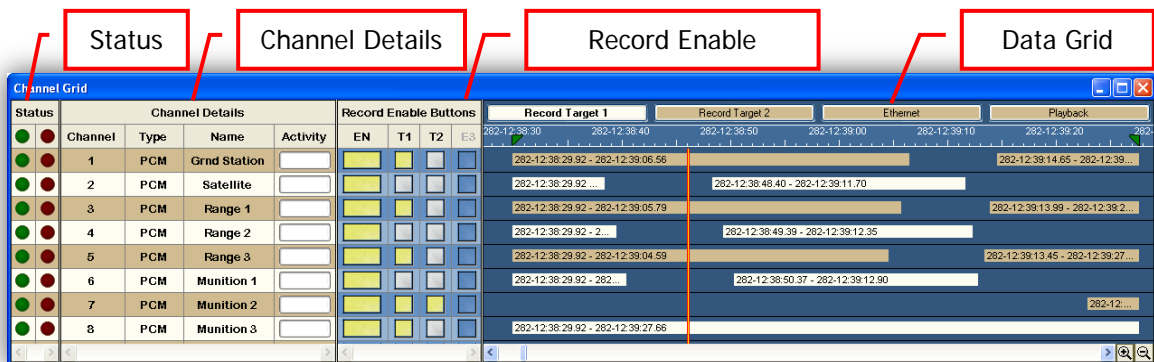 Status Channel Details Record Enable Data Grid
Channel Grid
Status Channel Details Record Enable Buttons Record Target 1 Record Target 2 Ethernet Playback
Channel Type Name Activity EN T1 T2 E3 282-12:38:30 282-12:38:40 282-12:38:50 282-12:39:00 282-12:39:10 282-12:39:20 282-
1 PCM Grnd Station 282-12:38:29.92 - 282-12:39:06.56 282-12:39:14.65 - 282-12:39...
2 PCM Satellite 282-12:38:29.92 ... 282-12:38:48.40 - 282-12:39:11.70
3 PCM Range 1 282-12:38:29.92 - 282-12:39:05.79 282-12:39:13.99 - 282-12:39:2...
4 PCM Range 2 282-12:38:29.92 - 2... 282-12:38:49.39 - 282-12:39:12.35
5 PCM Range 3 282-12:38:29.92 - 282-12:39:04.59 282-12:39:13.45 - 282-12:39:27...
6 PCM Munition 1 282-12:38:29.92 - 282... 282-12:38:50.37 - 282-12:39:12.90
7 PCM Munition 2 282-12:...
8 PCM Munition 3 282-12:38:29.92 - 282-12:39:27.66